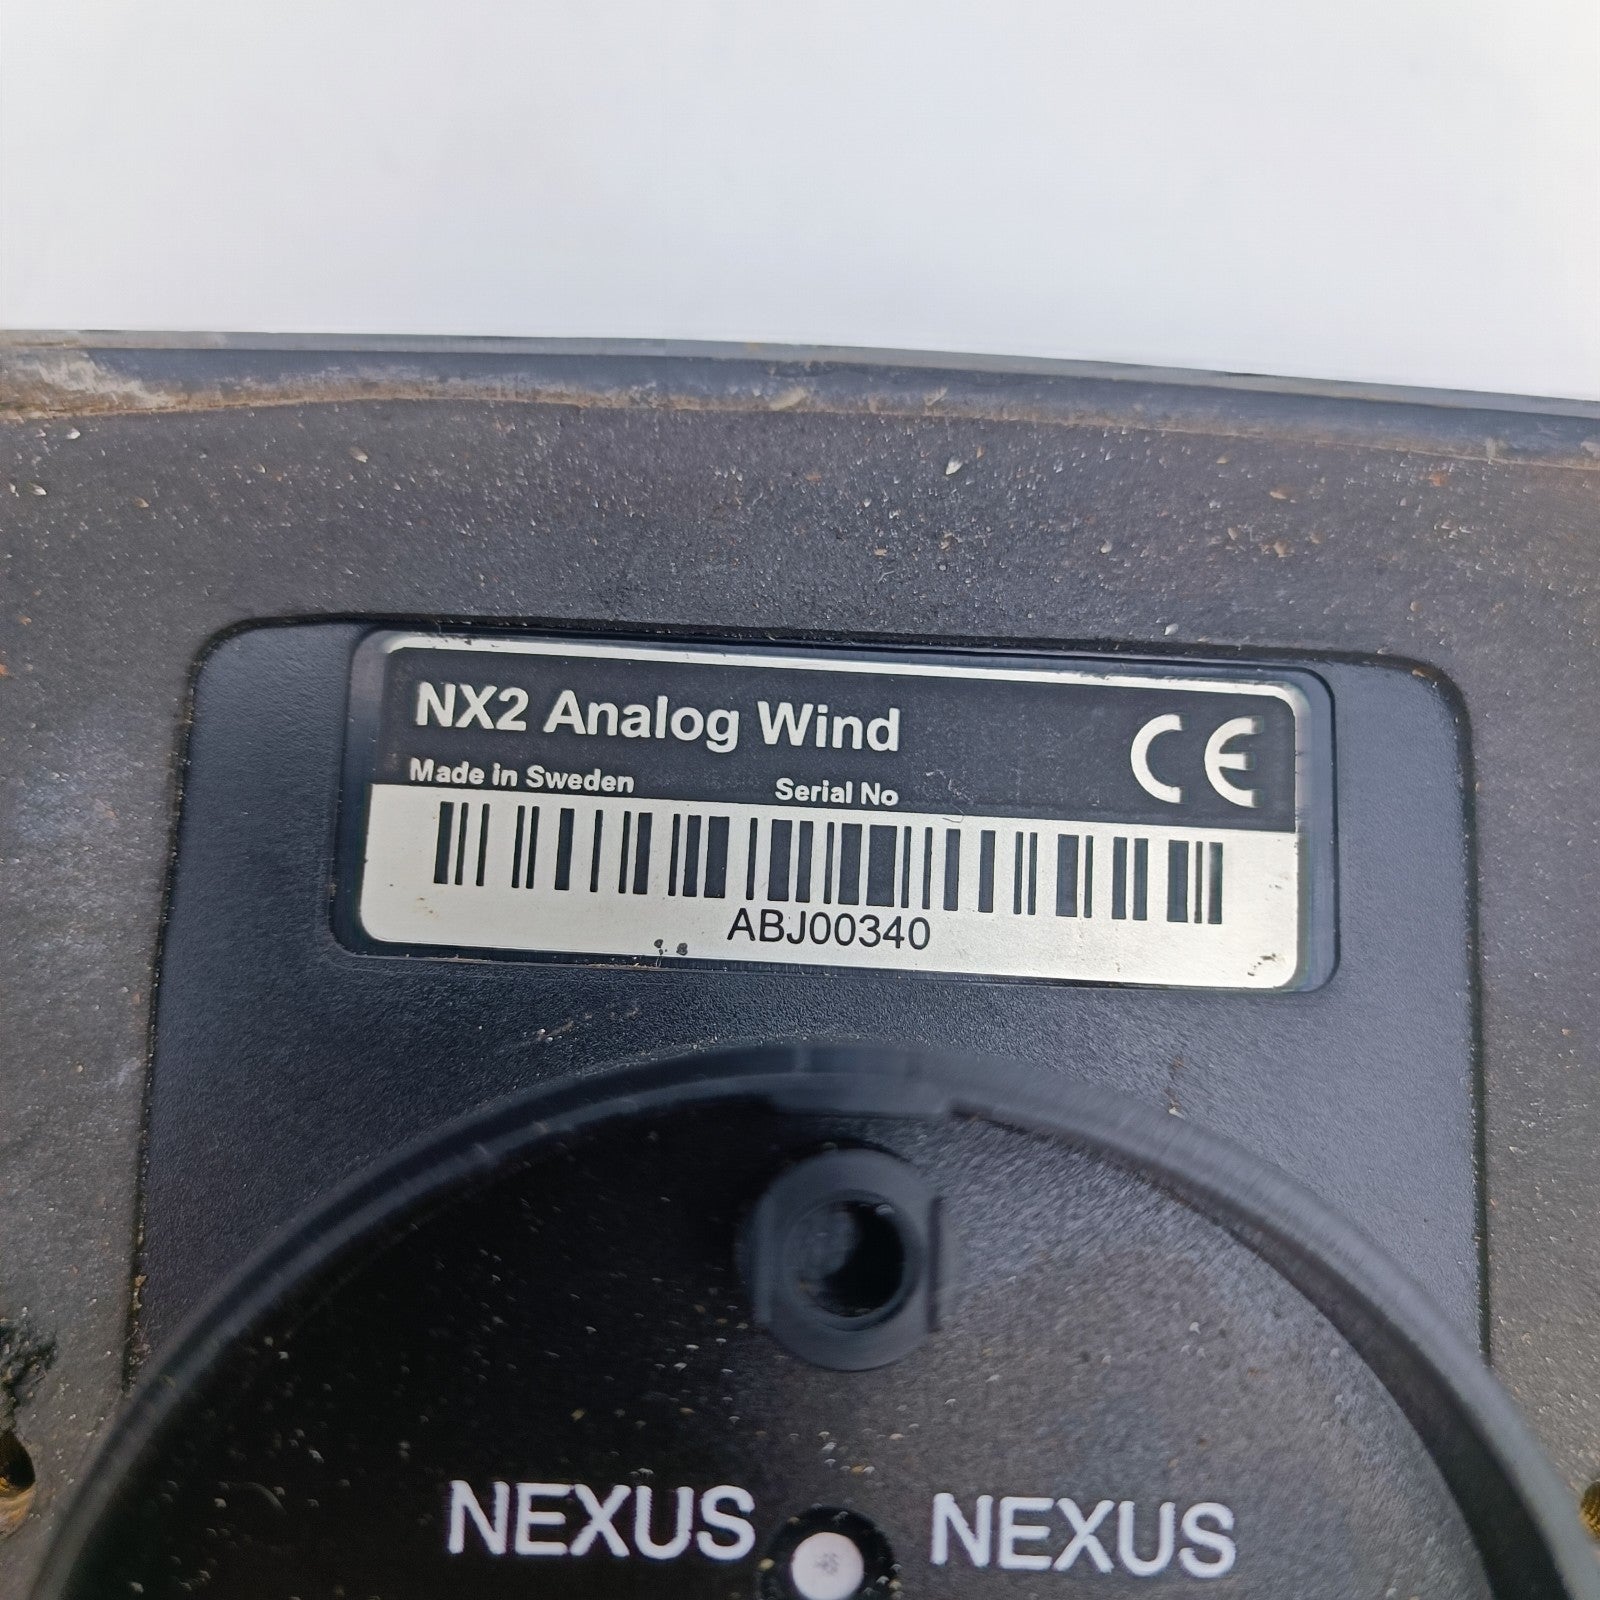 NX2 Analog Wind
CE
Made in Sweden Serial No
ABJ00340
NEXUS NEXUS